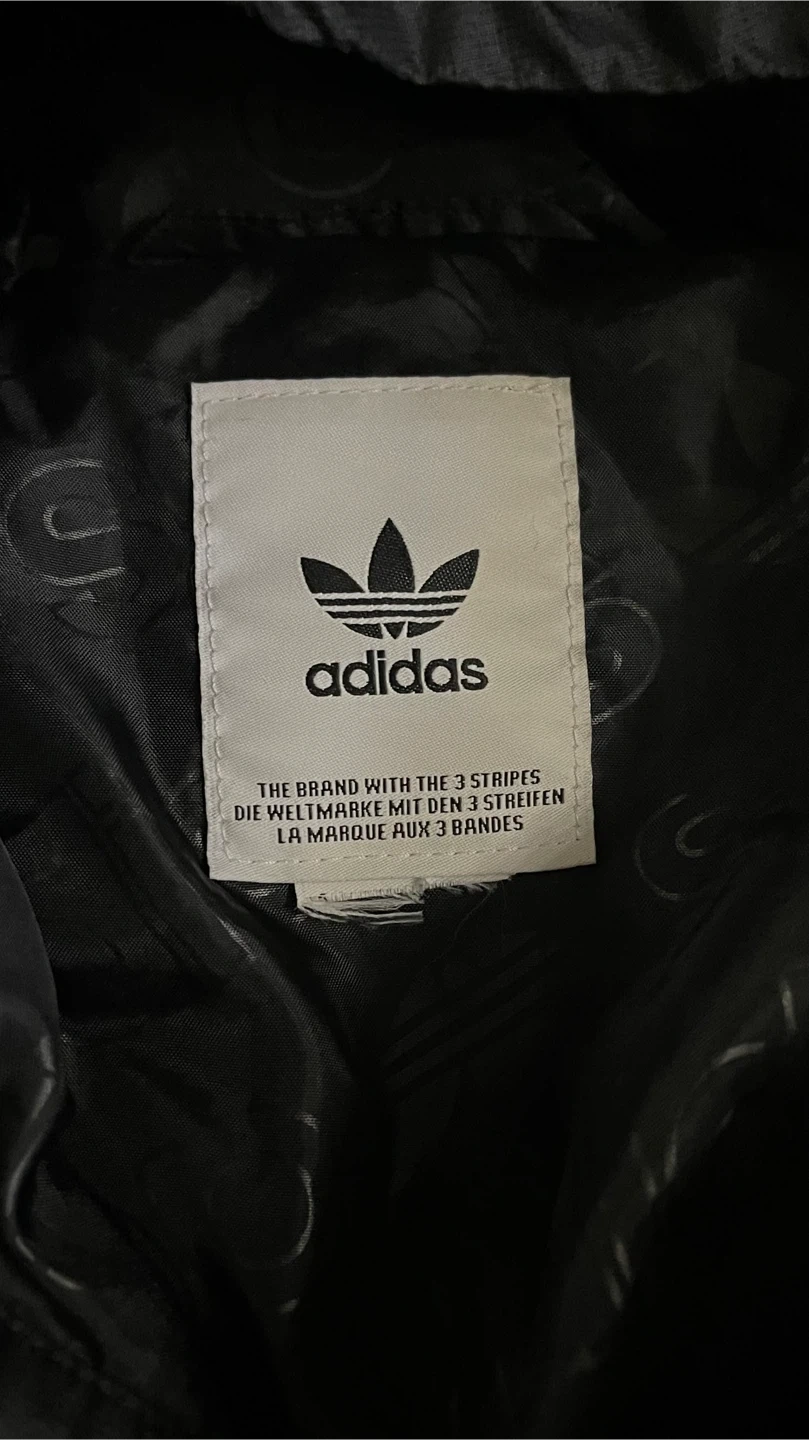 adidas
THE BRAND WITH THE 3 STRIPES
DIE WELTMARKE MIT DEN 3 STREIFEN
LA MARQUE AUX 3 BANDES